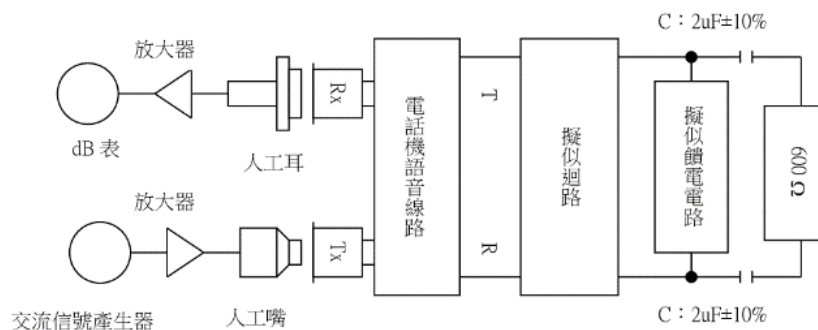 C：2uF±10%
放大器
Rx
電話機語音線路
T
擬似迴路
擬似饋電電路
600 Ω
dB 表
人工耳
放大器
Tx
R
交流信號產生器
人工嘴
C：2uF±10%